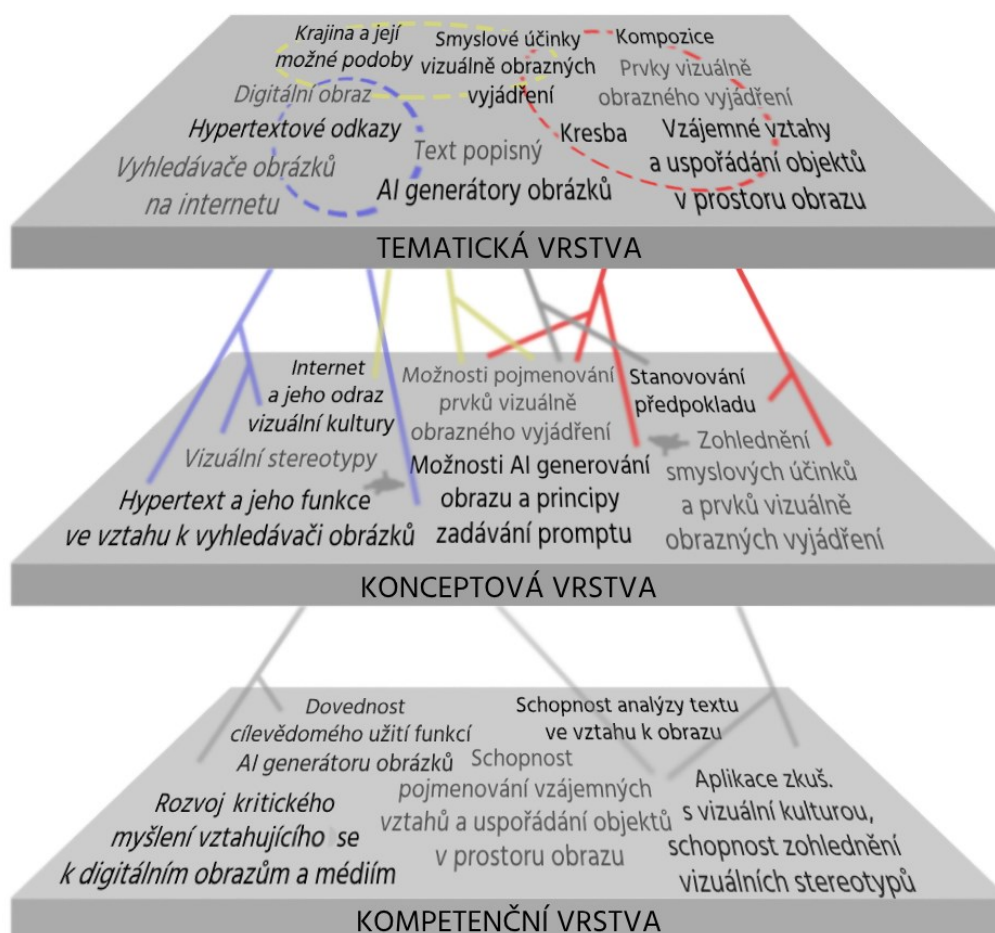 Krajina a její
možné podoby
Smyslové účinky
vizuálně obrazných
vyjádření
Kompozice
Prvky vizuálně
obrazného vyjádření
Digitální obraz
Hypertextové odkazy
Vyhledávače obrázků
na internetu
Text popisný
AI generátory obrázků
Kresba
Vzájemné vztahy
a uspořádání objektů
v prostoru obrazu
TEMATICKÁ VRSTVA
Internet
a jeho odraz
vizuální kultury
Možnosti pojmenování
prvků vizuálně
obrazného vyjádření
Stanovování
předpokladu
Vizuální stereotypy
Hypertext a jeho funkce
ve vztahu k vyhledávači obrázků
Možnosti AI generování
obrazu a principy
zadávání promptu
Zohlednění
smyslových účinků
a prvků vizuálně
obrazných vyjádření
KONCEPTOVÁ VRSTVA
Dovednost
cílevědomého užití funkcí
AI generátoru obrázků
Schopnost analýzy textu
ve vztahu k obrazu
Rozvoj kritického
myšlení vztahujícího se
k digitálním obrazům a médiím
Schopnost
pojmenování vzájemných
vztahů a uspořádání objektů
v prostoru obrazu
Aplikace zkuš.
s vizuální kulturou,
schopnost zohlednění
vizuálních stereotypů
KOMPETENČNÍ VRSTVA